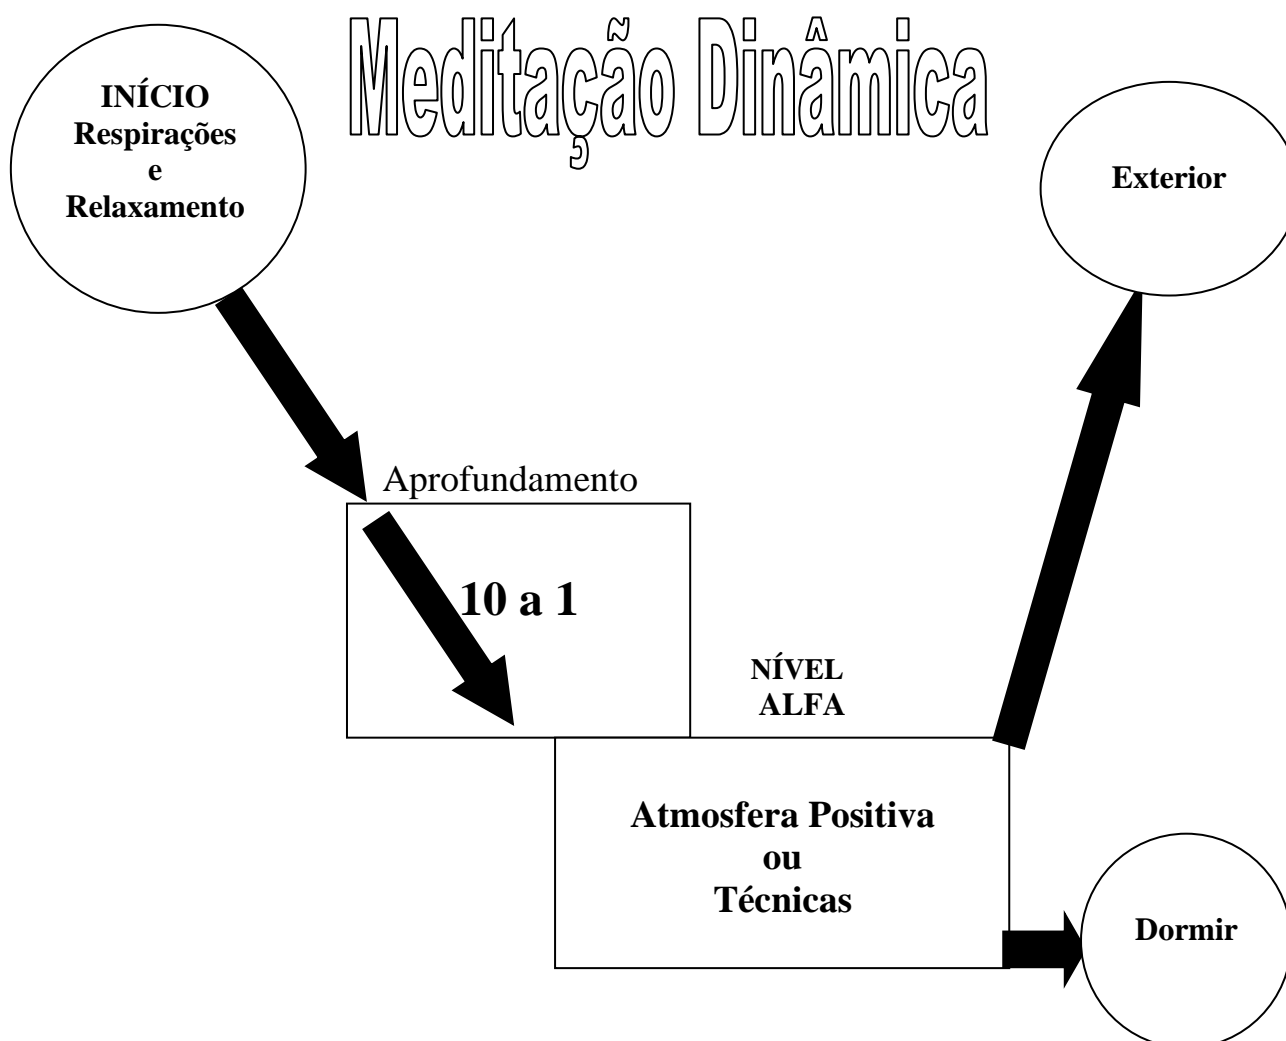 Meditação Dinâmica
INÍCIO
Respirações
e
Relaxamento
Exterior
Aprofundamento
10 a 1
NÍVEL
ALFA
Atmosfera Positiva
ou
Técnicas
Dormir